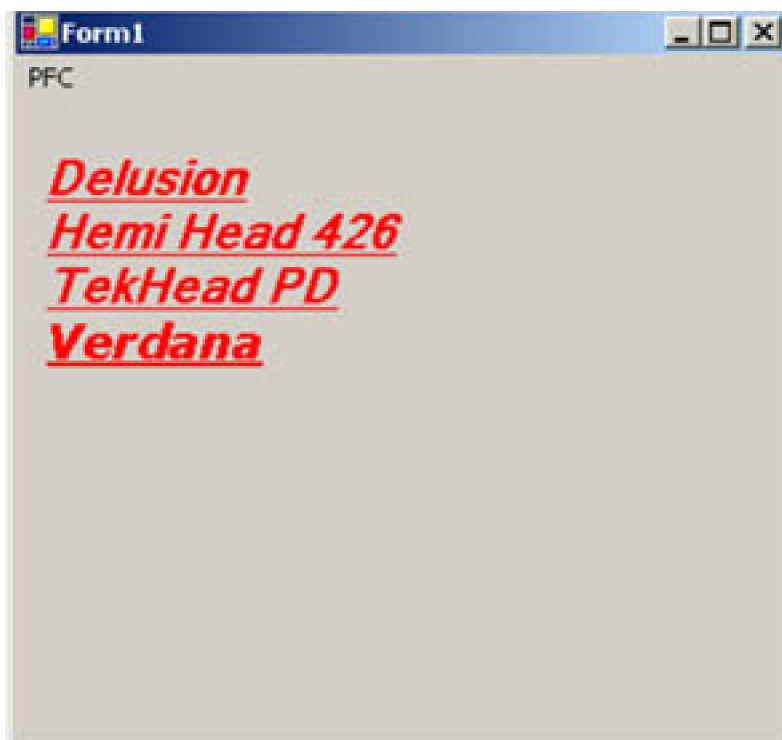 Form1
PFC
Delusion
Hemi Head 426
TekHead PD
Verdana